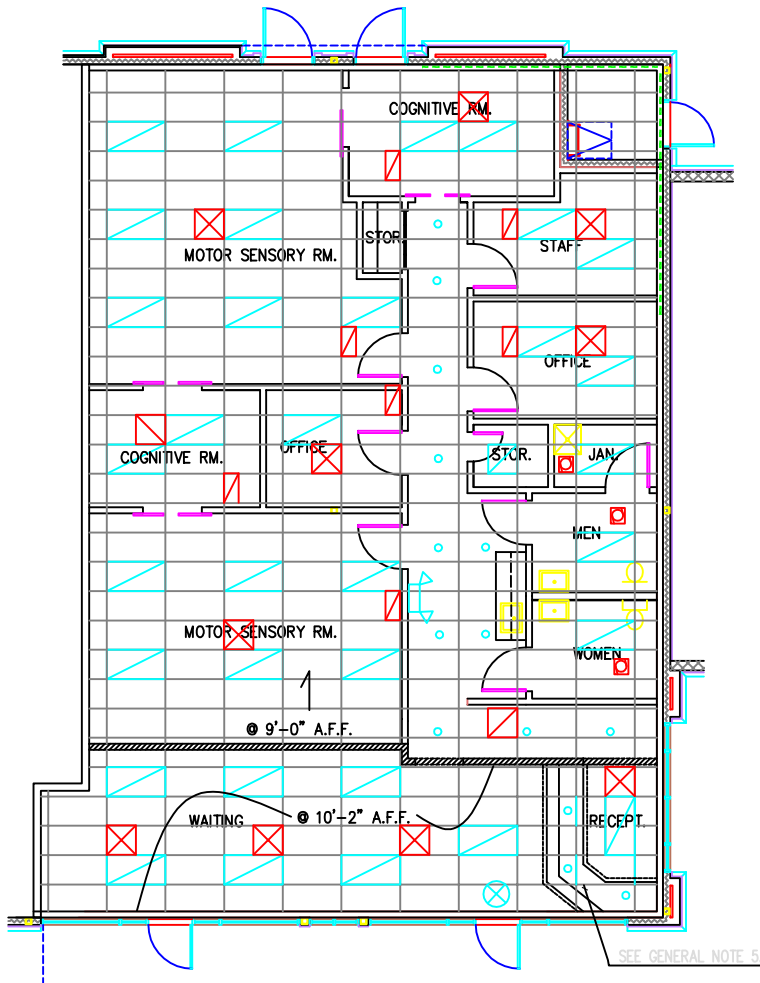 COGNITIVE RM.
STOR.
STAFF
MOTOR SENSORY RM.
OFFICE
OFFICE
COGNITIVE RM.
STOR.
JAN.
MEN
MOTOR SENSORY RM.
WOMEN
@ 9'-0" A.F.F.
WAITING
@ 10'-2" A.F.F.
RECEPT.
SEE GENERAL NOTE 5